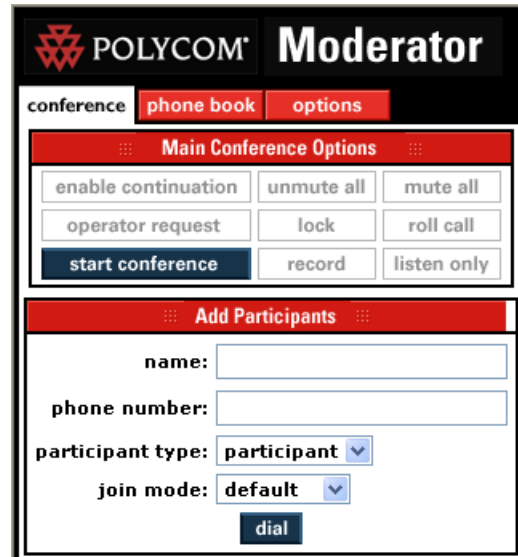 POLYCOM Moderator
conference phone book options
Main Conference Options
enable continuation unmute all mute all
operator request lock roll call
start conference record listen only
Add Participants
name:
phone number:
participant type: participant
join mode: default
dial